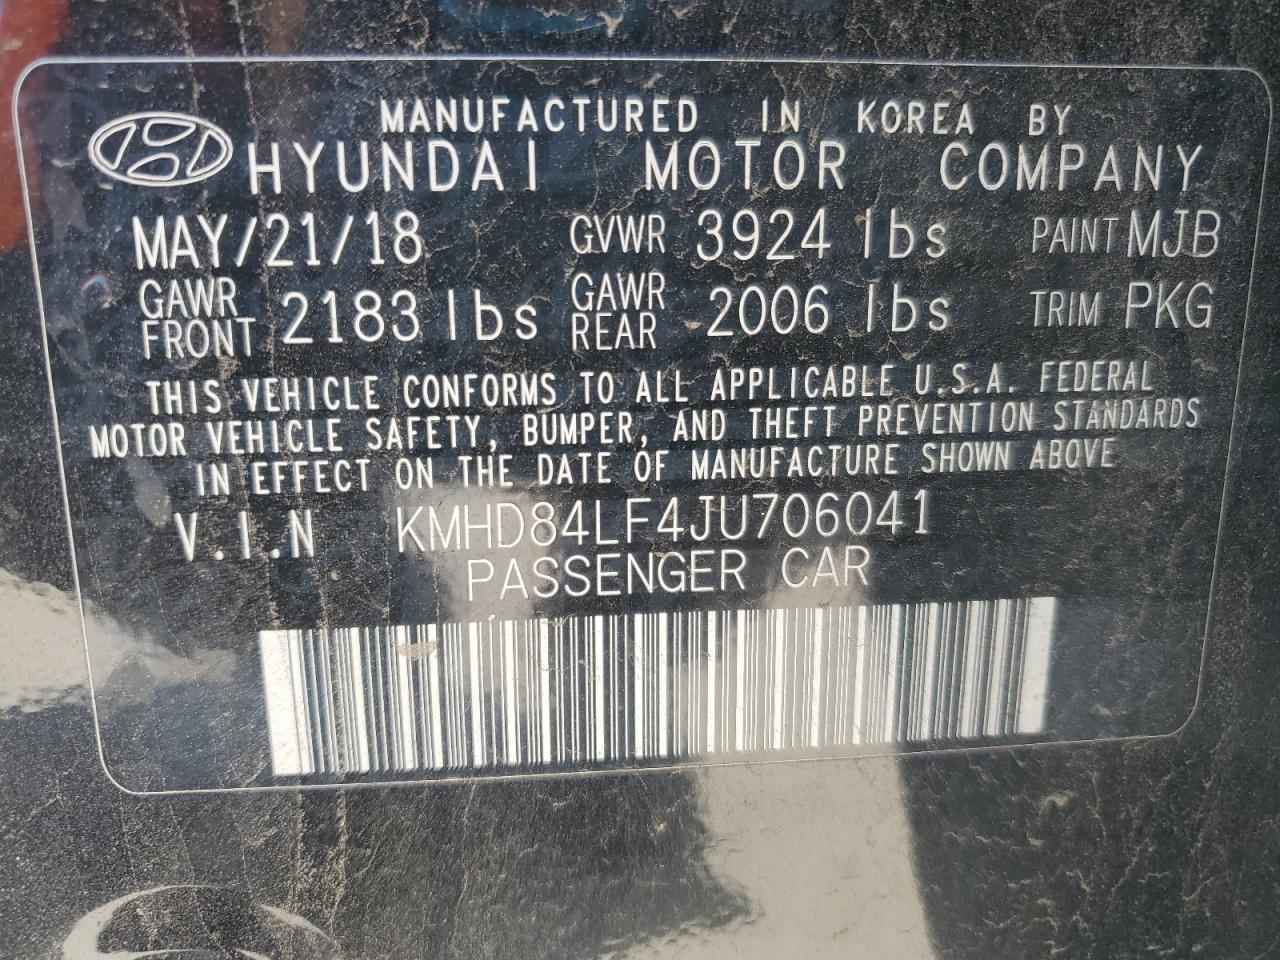 MANUFACTURED IN KOREA BY
HYUNDAI MOTOR COMPANY
MAY/21/18 GVWR 3924 lbs PAINT MJB
GAWR FRONT 2183 lbs GAWR REAR 2006 lbs TRIM PKG
THIS VEHICLE CONFORMS TO ALL APPLICABLE U.S.A. FEDERAL
MOTOR VEHICLE SAFETY, BUMPER, AND THEFT PREVENTION STANDARDS
IN EFFECT ON THE DATE OF MANUFACTURE SHOWN ABOVE
V.I.N KMHD84LF4JU706041
PASSENGER CAR